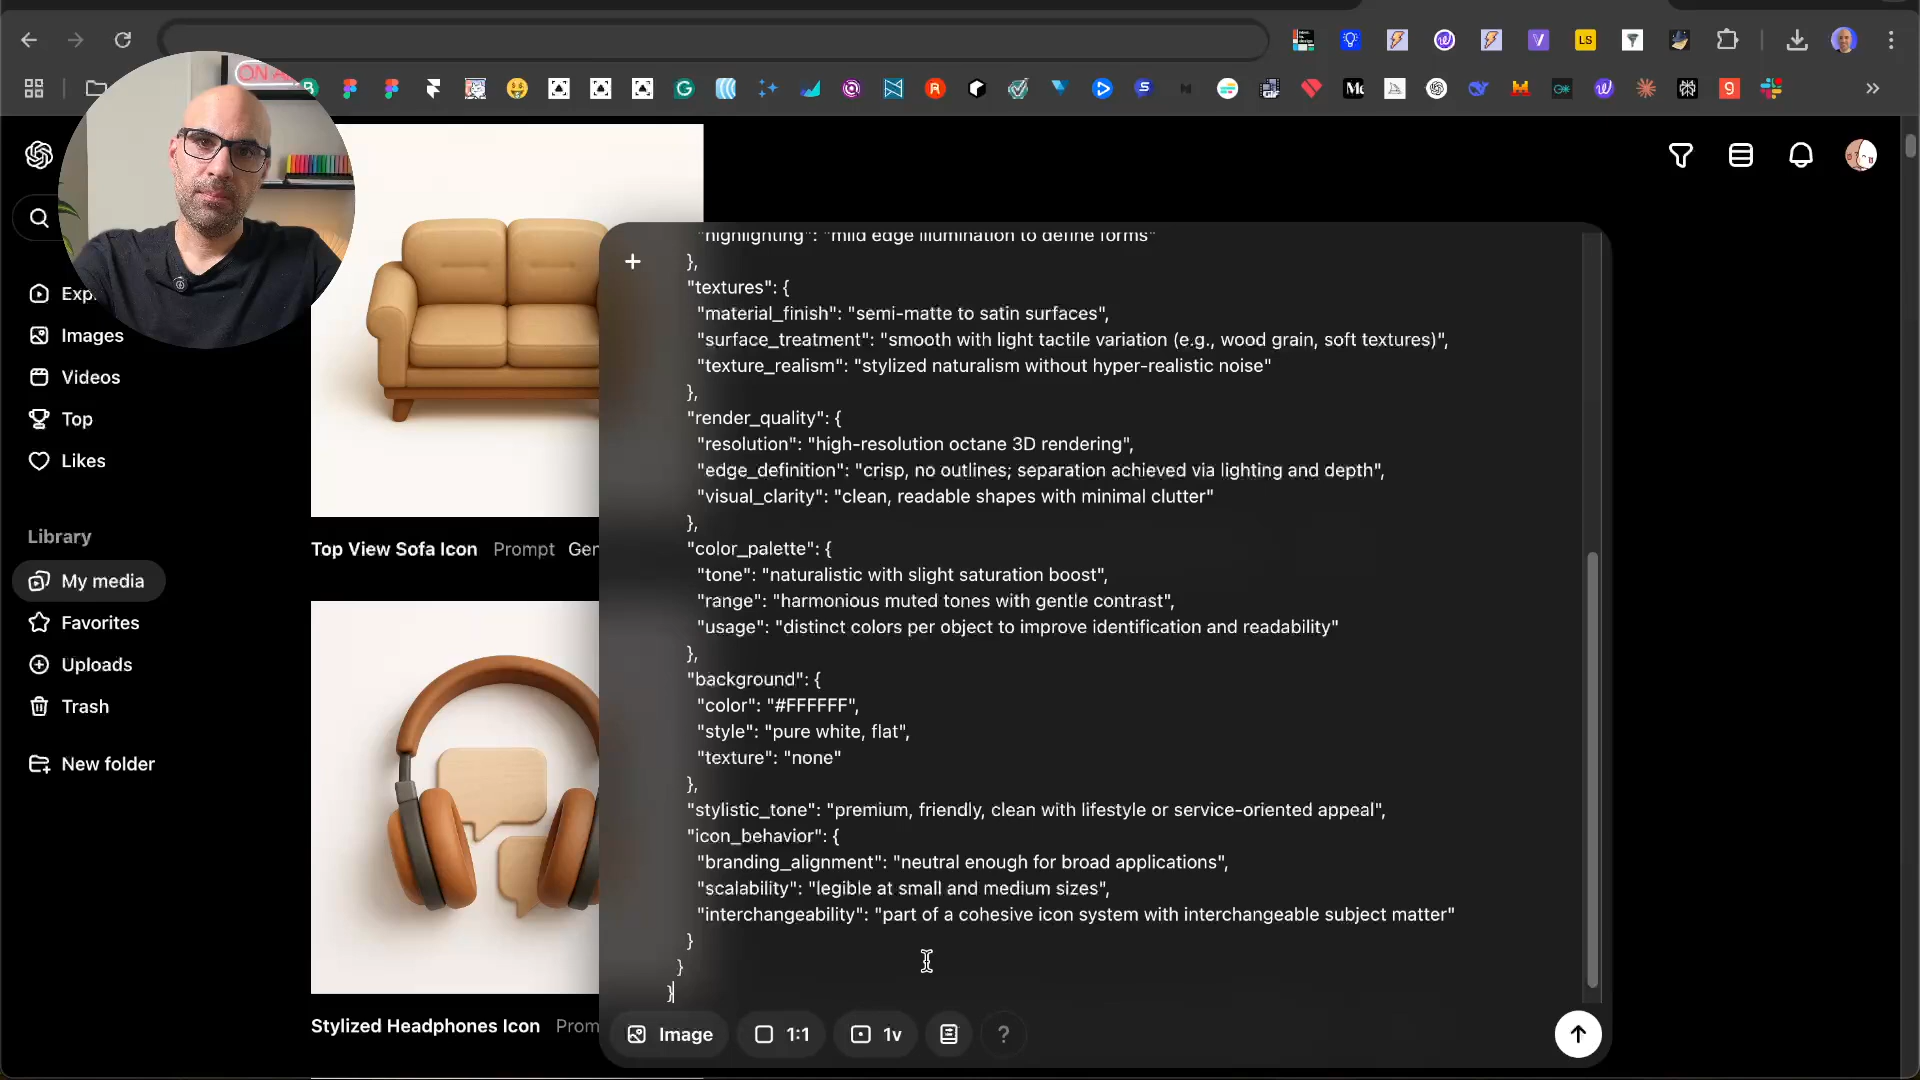 LS
M
9
ON A
Exp
Images
Videos
Top
Likes
Library
My media
Favorites
Uploads
Trash
New folder
Top View Sofa Icon Prompt Gen
Stylized Headphones Icon Prom
"highlighting": "mild edge illumination to define forms"
},
"textures": {
"material_finish": "semi-matte to satin surfaces",
"surface_treatment": "smooth with light tactile variation (e.g., wood grain, soft textures)",
"texture_realism": "stylized naturalism without hyper-realistic noise"
},
"render_quality": {
"resolution": "high-resolution octane 3D rendering",
"edge_definition": "crisp, no outlines; separation achieved via lighting and depth",
"visual_clarity": "clean, readable shapes with minimal clutter"
},
"color_palette": {
"tone": "naturalistic with slight saturation boost",
"range": "harmonious muted tones with gentle contrast",
"usage": "distinct colors per object to improve identification and readability"
},
"background": {
"color": "#FFFFFF",
"style": "pure white, flat",
"texture": "none"
},
"stylistic_tone": "premium, friendly, clean with lifestyle or service-oriented appeal",
"icon_behavior": {
"branding_alignment": "neutral enough for broad applications",
"scalability": "legible at small and medium sizes",
"interchangeability": "part of a cohesive icon system with interchangeable subject matter"
}
}
}
Image 1:1 1v ?